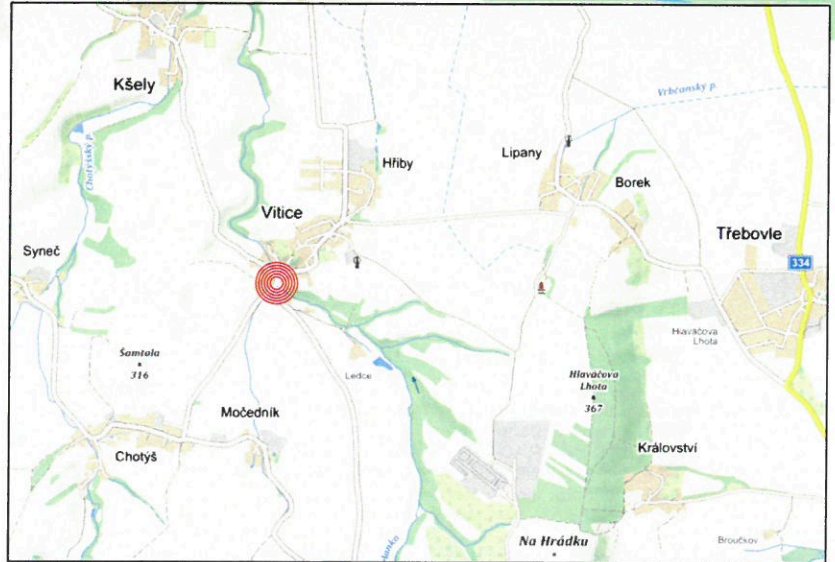 Kšely
Vrbčanský p.
Chotýšský p.
Lipany
Hřiby
Borek
Vitice
Třebovle
Syneč
334
Hlaváčova
Lhota
Šamtala
316
Ledce
Hlaváčova
Lhota
367
Močedník
Chotýš
Království
Na Hrádku
Broučkov